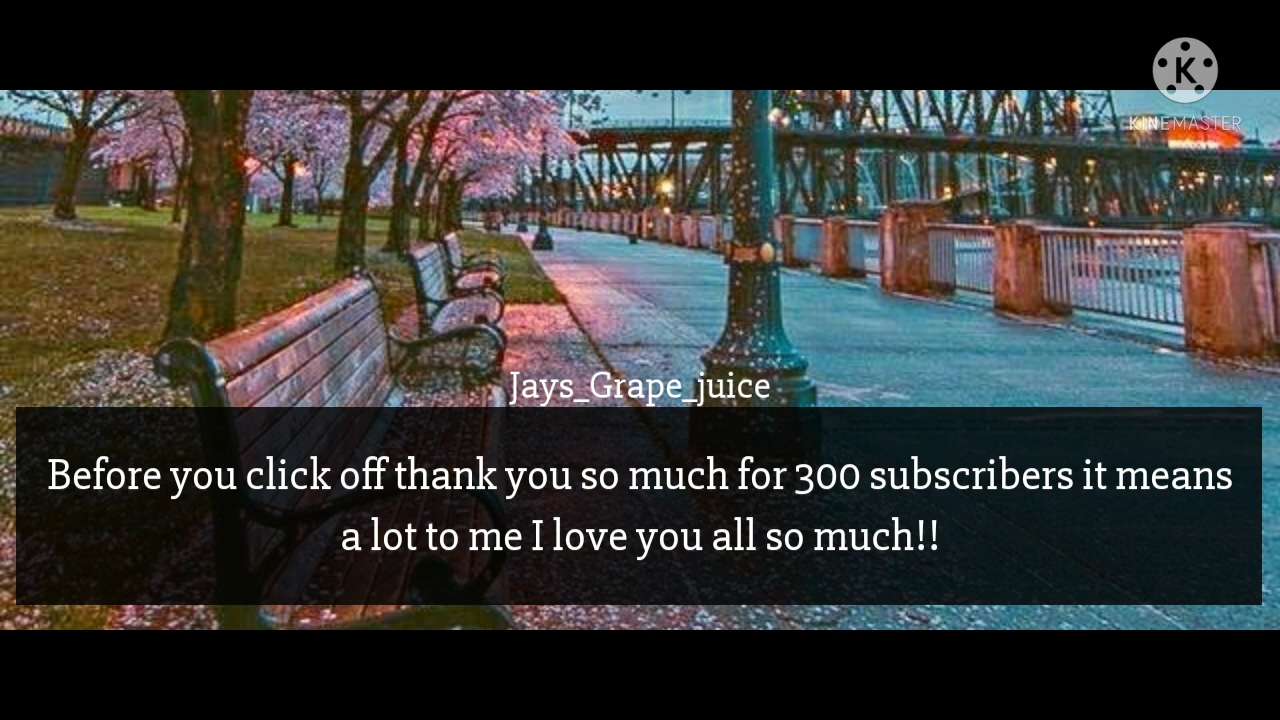 K
KINEMASTER
Jays_Grape_juice
Before you click off thank you so much for 300 subscribers it means
a lot to me I love you all so much!!